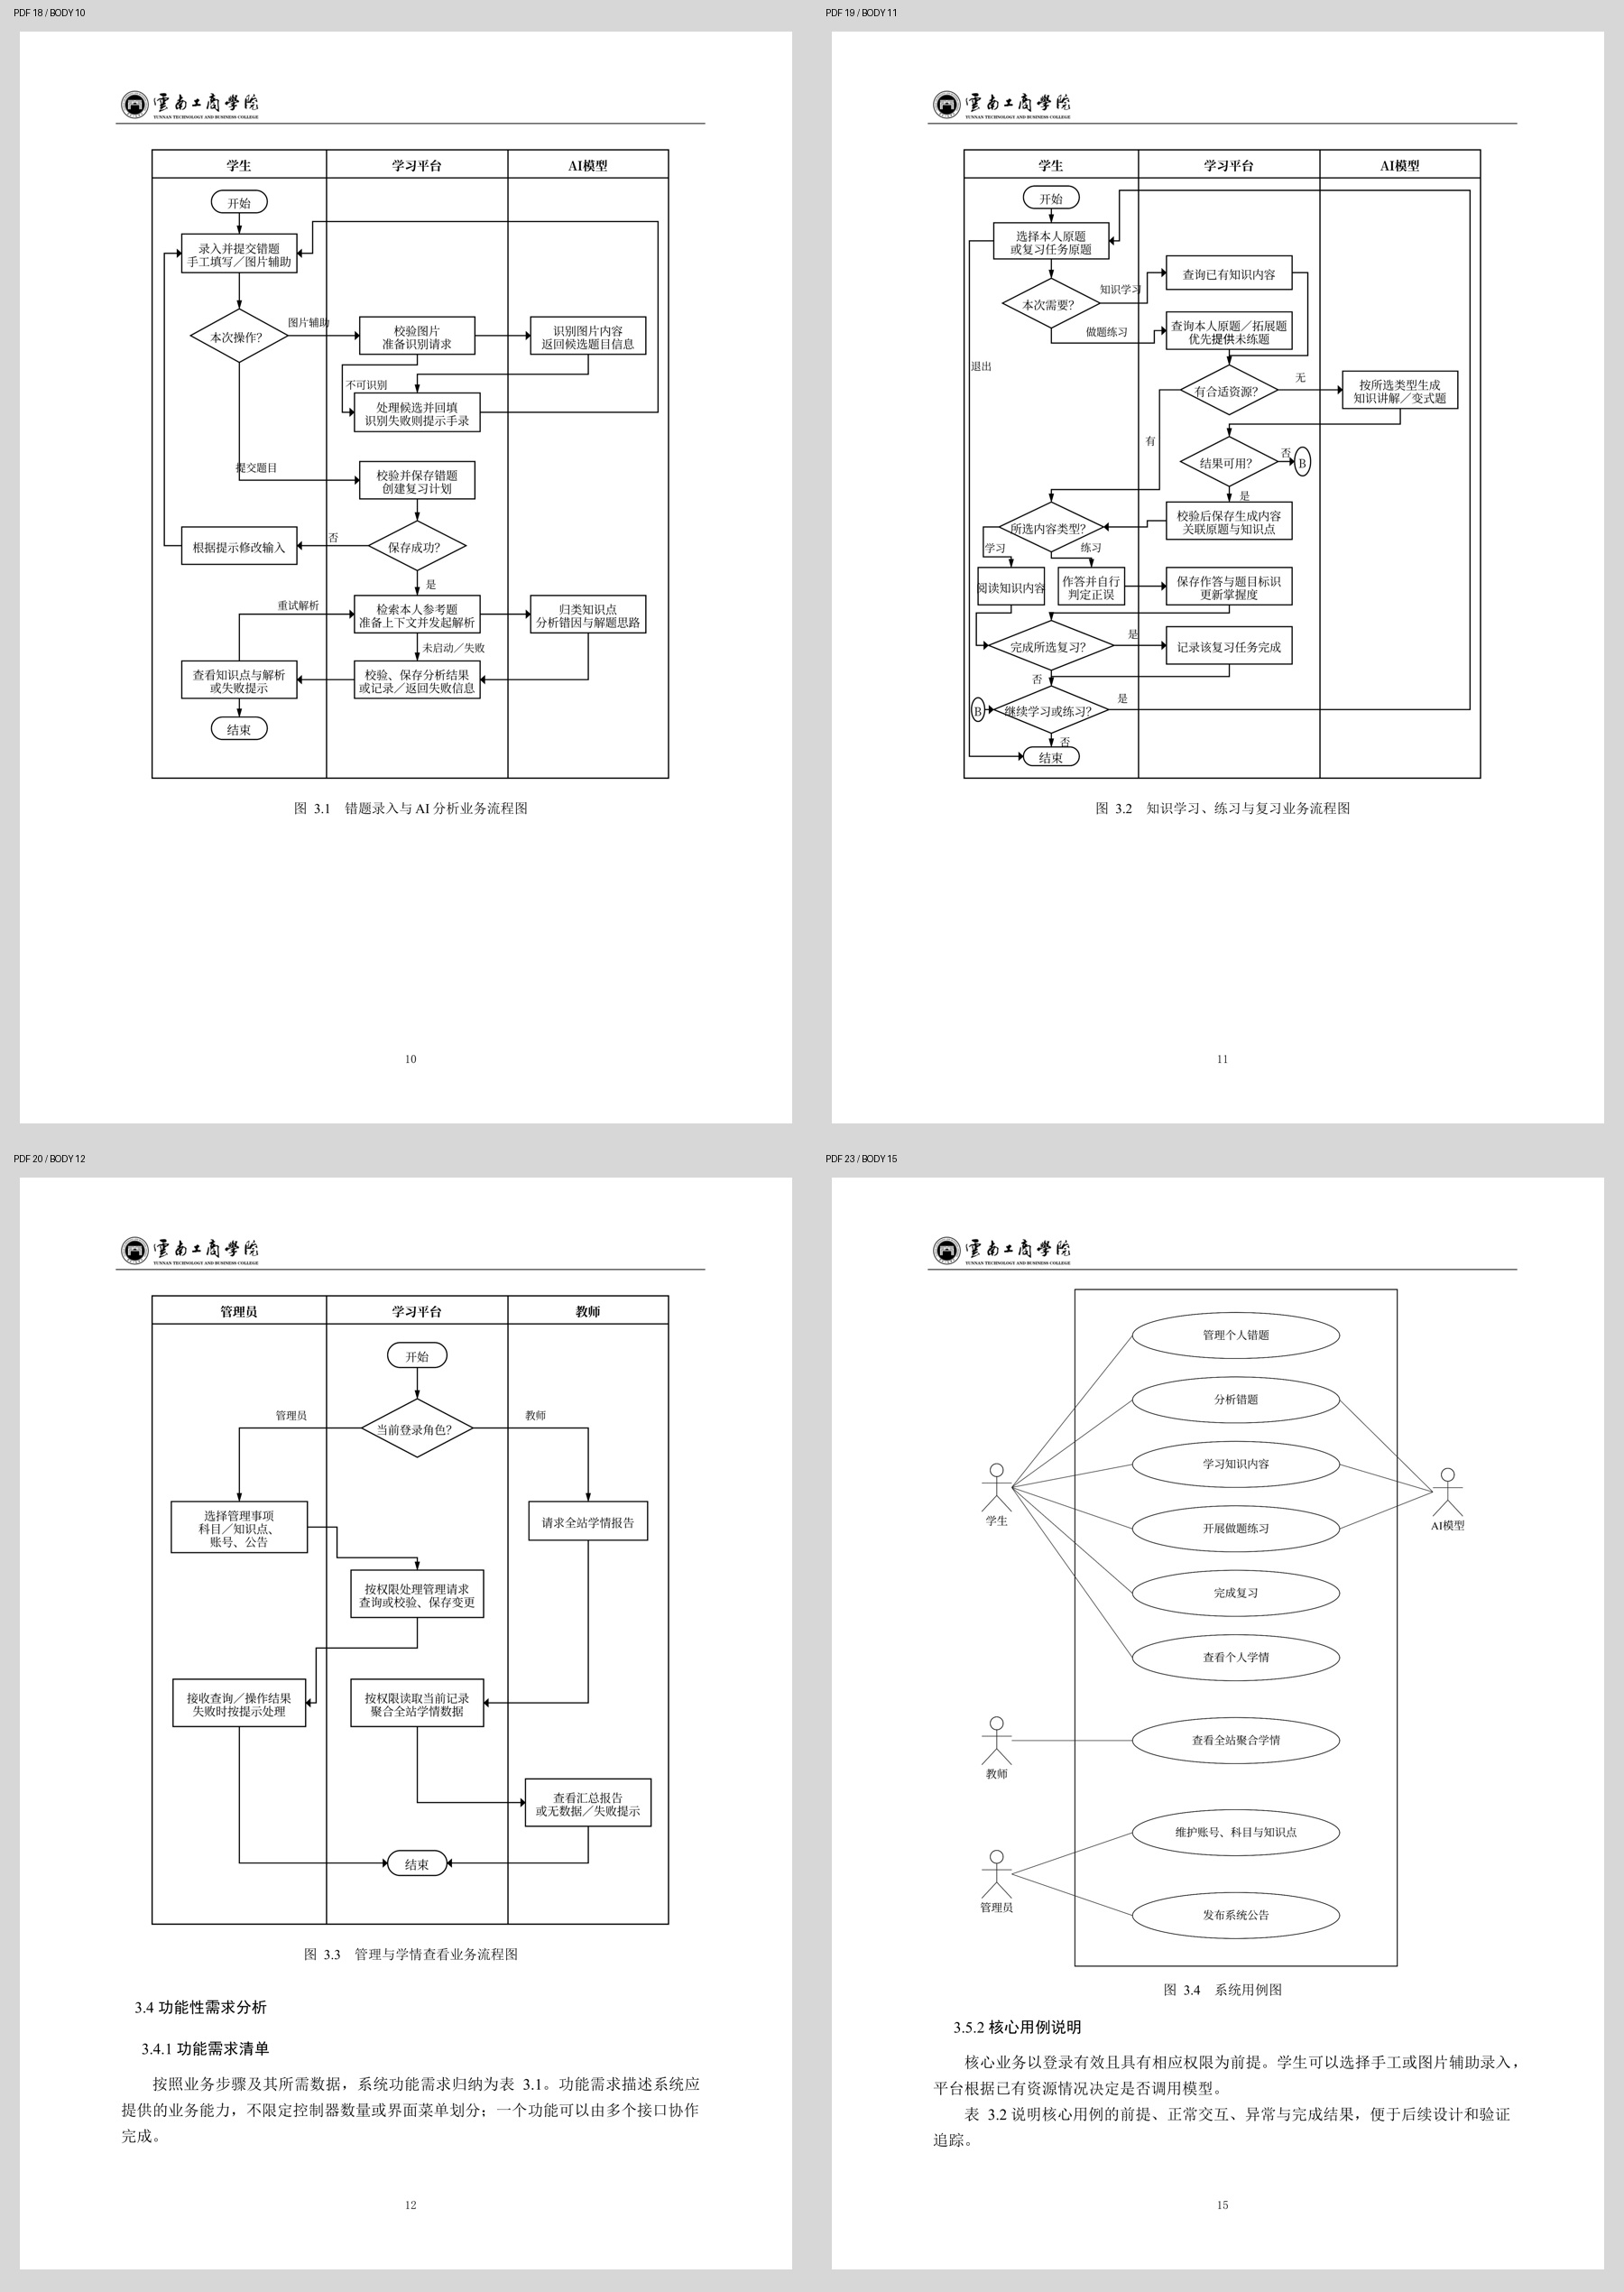 PDF 18 / BODY 10
雲南工商學院
YUNNAN TECHNOLOGY AND BUSINESS COLLEGE
学生
学习平台
AI模型
开始
录入并提交错题
手工填写／图片辅助
本次操作?
图片辅助
校验图片
准备识别请求
识别图片内容
返回候选题目信息
不可识别
处理候选并回填
识别失败则提示手录
提交题目
校验并保存错题
创建复习计划
根据提示修改输入
否
保存成功?
是
重试解析
检索本人参考题
准备上下文并发起解析
归类知识点
分析错因与解题思路
未启动／失败
查看知识点与解析
或失败提示
校验、保存分析结果
或记录／返回失败信息
结束
图 3.1 错题录入与 AI 分析业务流程图
10
PDF 19 / BODY 11
雲南工商學院
YUNNAN TECHNOLOGY AND BUSINESS COLLEGE
学生
学习平台
AI模型
开始
选择本人原题
或复习任务原题
查询已有知识内容
知识学习
本次需要?
做题练习
查询本人原题／拓展题
优先提供未练题
退出
有合适资源?
无
按所选类型生成
知识讲解／变式题
有
结果可用?
否
B
是
校验后保存生成内容
关联原题与知识点
所选内容类型?
学习
练习
阅读知识内容
作答并自行
判定正误
保存作答与题目标识
更新掌握度
完成所选复习?
是
记录该复习任务完成
否
B
继续学习或练习?
是
否
结束
图 3.2 知识学习、练习与复习业务流程图
11
PDF 20 / BODY 12
雲南工商學院
YUNNAN TECHNOLOGY AND BUSINESS COLLEGE
管理员
学习平台
教师
开始
管理员
当前登录角色?
教师
选择管理事项
科目／知识点、
账号、公告
请求全站学情报告
按权限处理管理请求
查询或校验、保存变更
接收查询／操作结果
失败时按提示处理
按权限读取当前记录
聚合全站学情数据
查看汇总报告
或无数据／失败提示
结束
图 3.3 管理与学情查看业务流程图
3.4 功能性需求分析
3.4.1 功能需求清单
按照业务步骤及其所需数据，系统功能需求归纳为表 3.1。功能需求描述系统应
提供的业务能力，不限定控制器数量或界面菜单划分；一个功能可以由多个接口协作
完成。
12
PDF 23 / BODY 15
雲南工商學院
YUNNAN TECHNOLOGY AND BUSINESS COLLEGE
管理个人错题
分析错题
学习知识内容
学生
开展做题练习
AI模型
完成复习
查看个人学情
查看全站聚合学情
教师
维护账号、科目与知识点
管理员
发布系统公告
图 3.4 系统用例图
3.5.2 核心用例说明
核心业务以登录有效且具有相应权限为前提。学生可以选择手工或图片辅助录入，
平台根据已有资源情况决定是否调用模型。
表 3.2 说明核心用例的前提、正常交互、异常与完成结果，便于后续设计和验证
追踪。
15